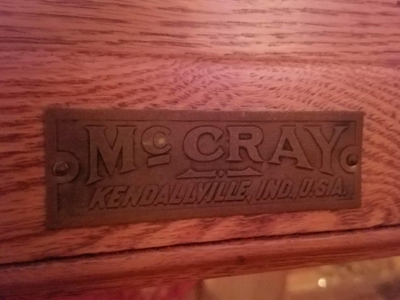 McCRAY
KENDALLVILLE, IND., U.S.A.